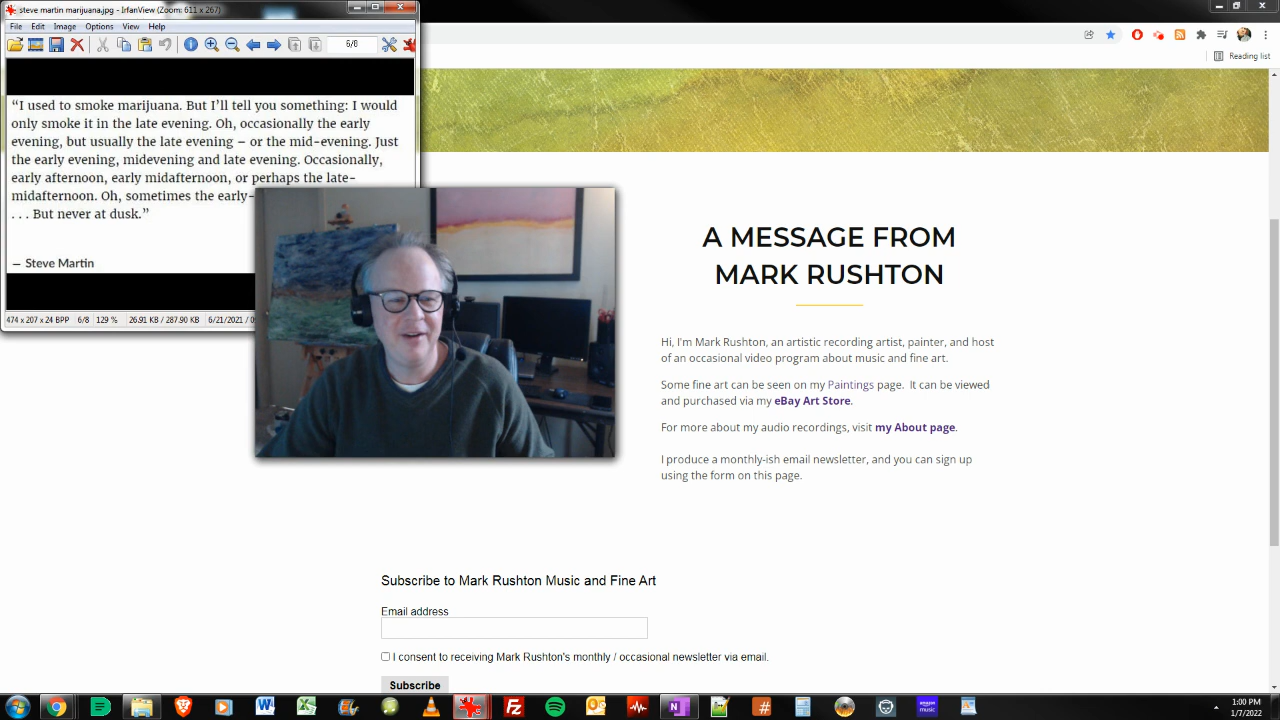 steve martin marijuana.jpg - IrfanView (Zoom: 611 x 267)
File Edit Image Options View Help
6/8
Reading list
“I used to smoke marijuana. But I’ll tell you something: I would
only smoke it in the late evening. Oh, occasionally the early
evening, but usually the late evening – or the mid-evening. Just
the early evening, midevening and late evening. Occasionally,
early afternoon, early midafternoon, or perhaps the late-
midafternoon. Oh, sometimes the early-
. . . But never at dusk.”
— Steve Martin
474 x 207 x 24 BPP 6/8 129 % 26.91 KB / 287.90 KB 6/21/2021 /
A MESSAGE FROM
MARK RUSHTON
Hi, I'm Mark Rushton, an artistic recording artist, painter, and host
of an occasional video program about music and fine art.
Some fine art can be seen on my Paintings page. It can be viewed
and purchased via my eBay Art Store.
For more about my audio recordings, visit my About page.
I produce a monthly-ish email newsletter, and you can sign up
using the form on this page.
Subscribe to Mark Rushton Music and Fine Art
Email address
I consent to receiving Mark Rushton's monthly / occasional newsletter via email.
Subscribe
amazon
music
1:00 PM
1/7/2022